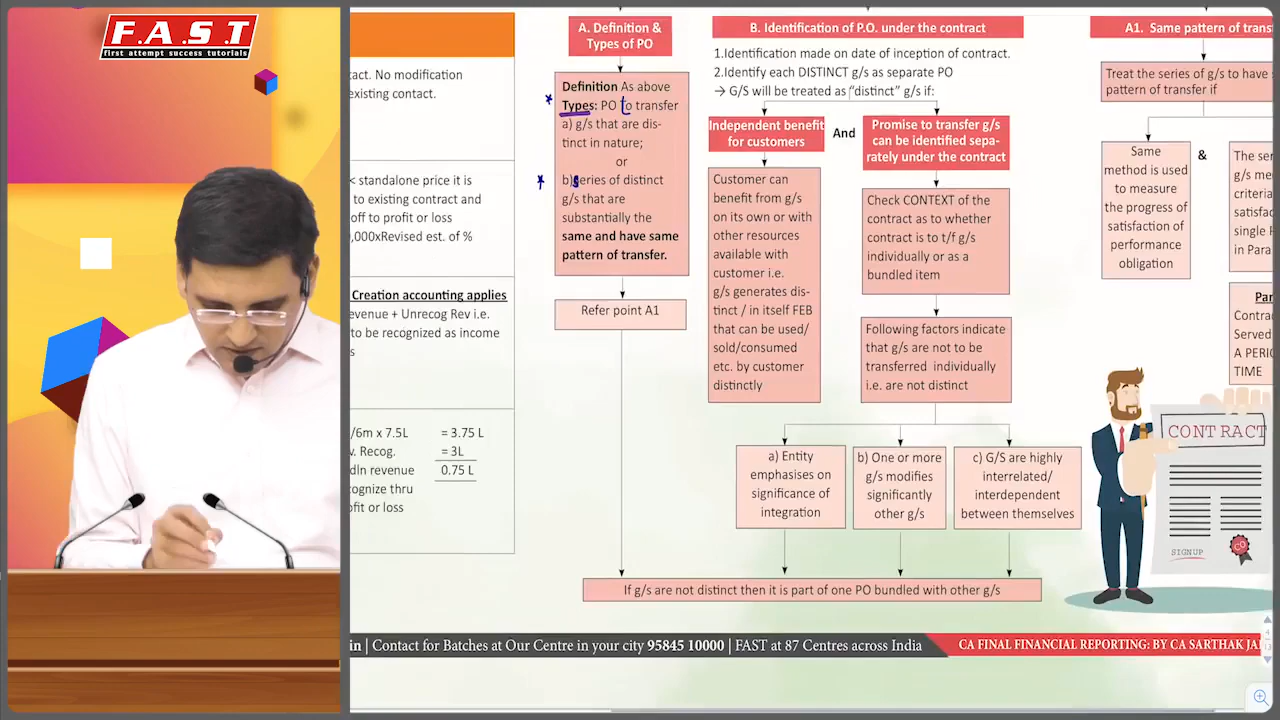 F.A.S.T
first attempt success tutorials
tact. No modification
existing contact.
< standalone price it is
to existing contract and
off to profit or loss
0,000xRevised est. of %
Creation accounting applies
evenue + Unrecog Rev i.e.
to be recognized as income
s
/6m x 7.5L = 3.75 L
v. Recog. = 3L
ddln revenue 0.75 L
cognize thru
ofit or loss
A. Definition &
Types of PO
Definition As above
Types: PO to transfer
a) g/s that are dis-
tinct in nature;
or
b)series of distinct
g/s that are
substantially the
same and have same
pattern of transfer.
Refer point A1
B. Identification of P.O. under the contract
1.Identification made on date of inception of contract.
2.Identify each DISTINCT g/s as separate PO
→ G/S will be treated as “distinct” g/s if:
Independent benefit
for customers
And
Promise to transfer g/s
can be identified sepa-
rately under the contract
Customer can
benefit from g/s
on its own or with
other resources
available with
customer i.e.
g/s generates dis-
tinct / in itself FEB
that can be used/
sold/consumed
etc. by customer
distinctly
Check CONTEXT of the
contract as to whether
contract is to t/f g/s
individually or as a
bundled item
Following factors indicate
that g/s are not to be
transferred individually
i.e. are not distinct
a) Entity
emphasises on
significance of
integration
b) One or more
g/s modifies
significantly
other g/s
c) G/S are highly
interrelated/
interdependent
between themselves
If g/s are not distinct then it is part of one PO bundled with other g/s
A1. Same pattern of transf
Treat the series of g/s to have
pattern of transfer if
Same
method is used
to measure
the progress of
satisfaction of
performance
obligation
&
The seri
g/s me
criteria
satisfac
single P
in Para
Par
Contrac
Served
A PERIO
TIME
CONTRACT
SIGNUP
CO
in | Contact for Batches at Our Centre in your city 95845 10000 | FAST at 87 Centres across India
CA FINAL FINANCIAL REPORTING: BY CA SARTHAK JAI